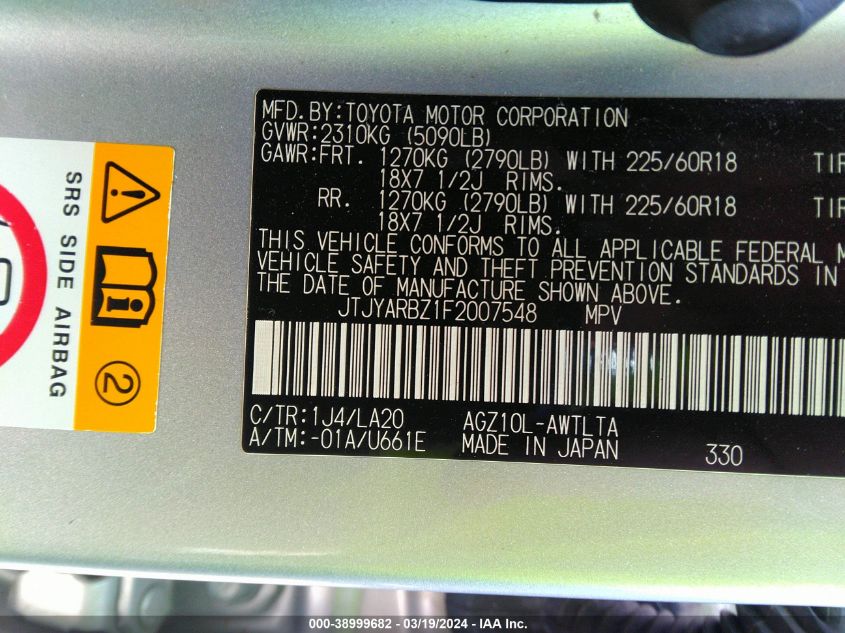 MFD.BY:TOYOTA MOTOR CORPORATION
GVWR:2310KG (5090LB)
GAWR:FRT. 1270KG (2790LB) WITH 225/60R18 TIR
18X7 1/2J RIMS.
RR. 1270KG (2790LB) WITH 225/60R18 TIR
18X7 1/2J RIMS.
THIS VEHICLE CONFORMS TO ALL APPLICABLE FEDERAL M
VEHICLE SAFETY AND THEFT PREVENTION STANDARDS IN
THE DATE OF MANUFACTURE SHOWN ABOVE.
JTJYARBZ1F2007548 MPV
C/TR:1J4/LA20 AGZ10L-AWTLTA
A/TM:-01A/U661E MADE IN JAPAN 330
SRS SIDE AIRBAG
2
000-38999682 - 03/19/2024 - IAA Inc.